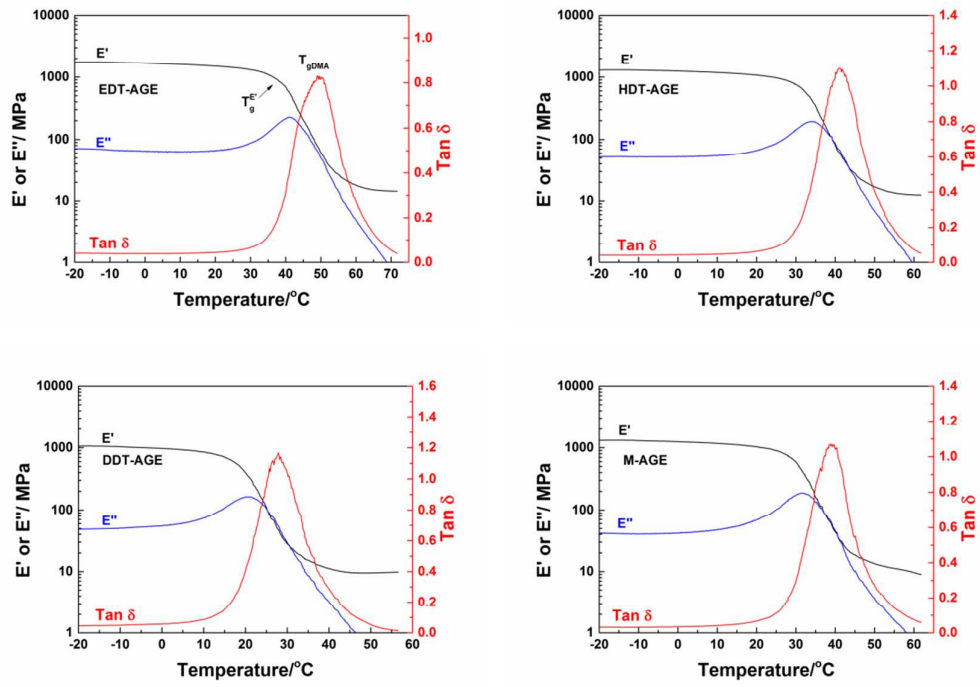 10000
1000
100
10
1
E' or E''/ MPa
E'
EDT-AGE
E''
Tan δ
T_g^E'
T_gDMA
1.0
0.8
0.6
0.4
0.2
0.0
Tan δ
-20 -10 0 10 20 30 40 50 60 70
Temperature/°C
10000
1000
100
10
1
E' or E''/ MPa
E'
HDT-AGE
E''
Tan δ
1.4
1.2
1.0
0.8
0.6
0.4
0.2
0.0
Tan δ
-20 -10 0 10 20 30 40 50 60
Temperature/°C
10000
1000
100
10
1
E' or E''/ MPa
E'
DDT-AGE
E''
Tan δ
1.6
1.4
1.2
1.0
0.8
0.6
0.4
0.2
0.0
Tan δ
-20 -10 0 10 20 30 40 50 60
Temperature/°C
10000
1000
100
10
1
E' or E''/ MPa
E'
M-AGE
E''
Tan δ
1.4
1.2
1.0
0.8
0.6
0.4
0.2
0.0
Tan δ
-20 -10 0 10 20 30 40 50 60
Temperature/°C